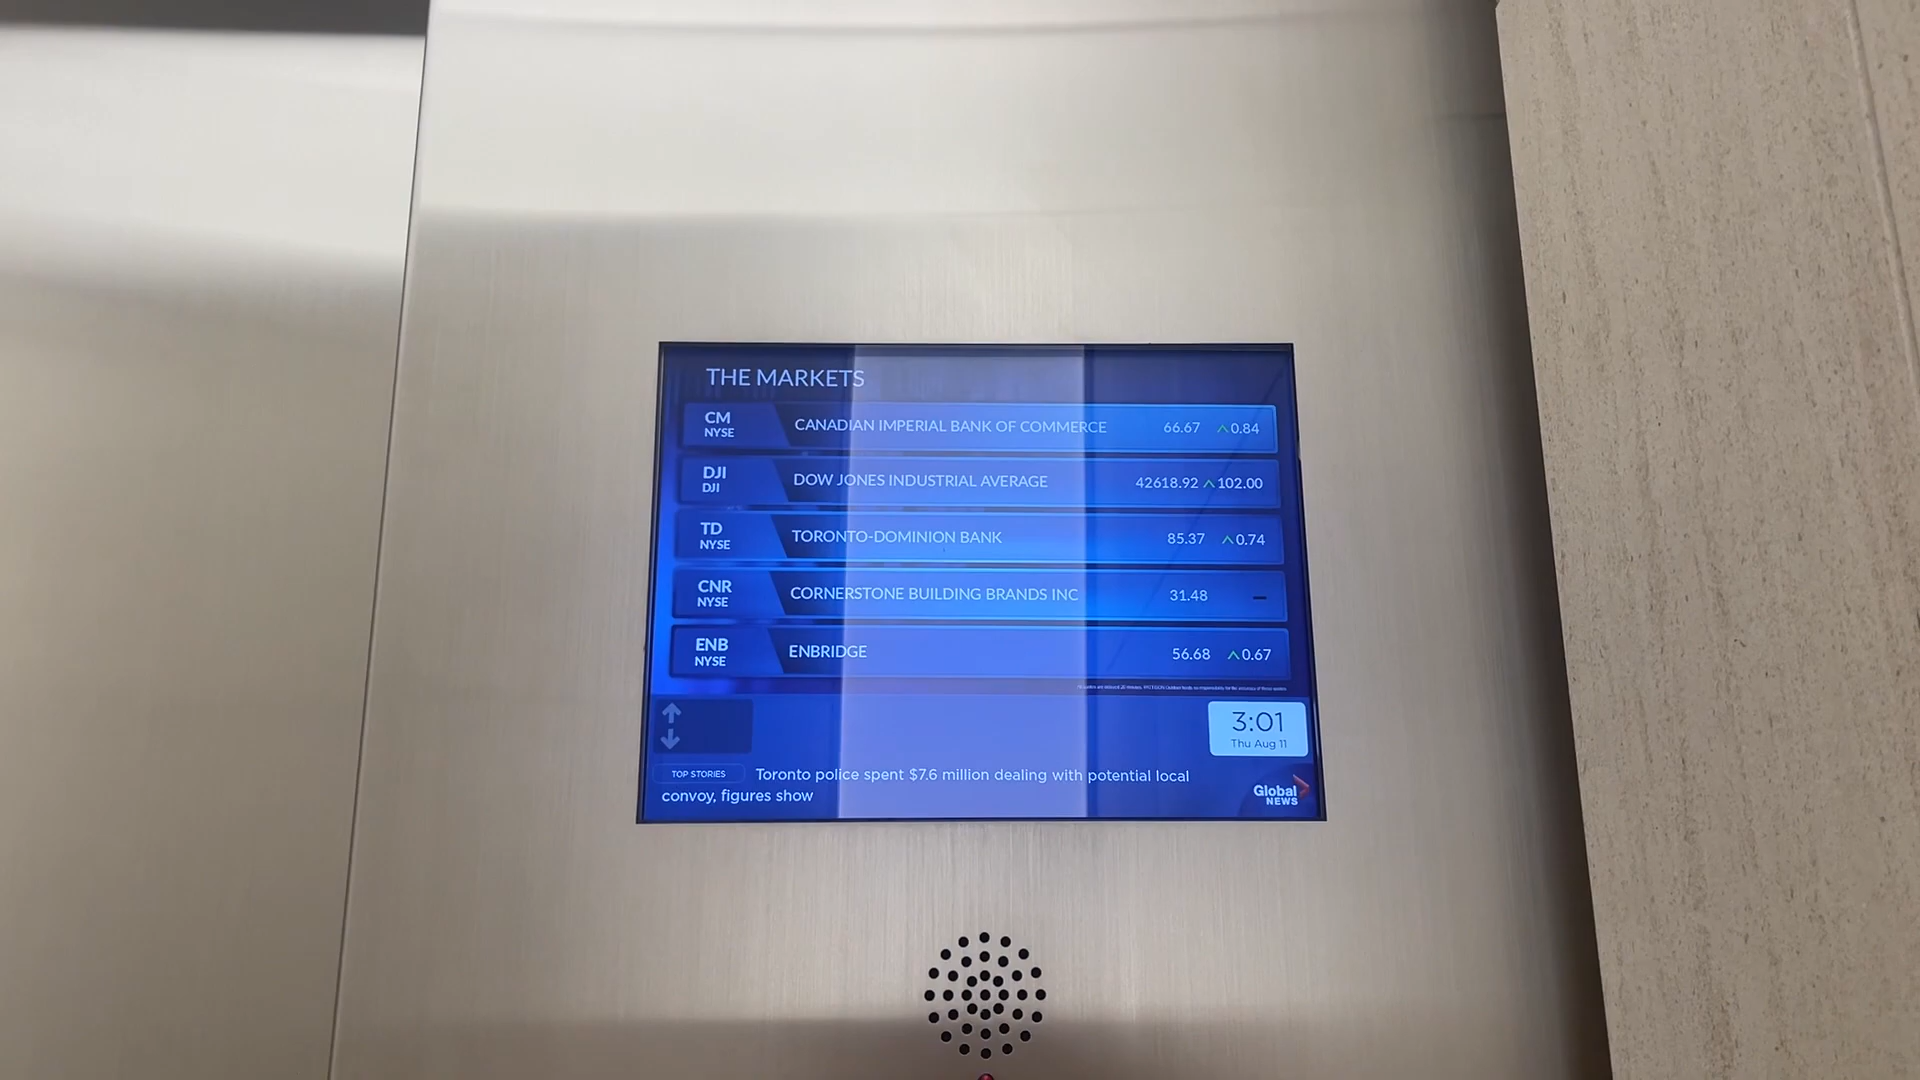 THE MARKETS
CM
NYSE
CANADIAN IMPERIAL BANK OF COMMERCE 66.67 0.84
DJI
DJI
DOW JONES INDUSTRIAL AVERAGE 42618.92 102.00
TD
NYSE
TORONTO-DOMINION BANK 85.37 0.74
CNR
NYSE
CORNERSTONE BUILDING BRANDS INC 31.48 –
ENB
NYSE
ENBRIDGE 56.68 0.67
3:01
Thu Aug 11
TOP STORIES Toronto police spent $7.6 million dealing with potential local
convoy, figures show
Global
NEWS